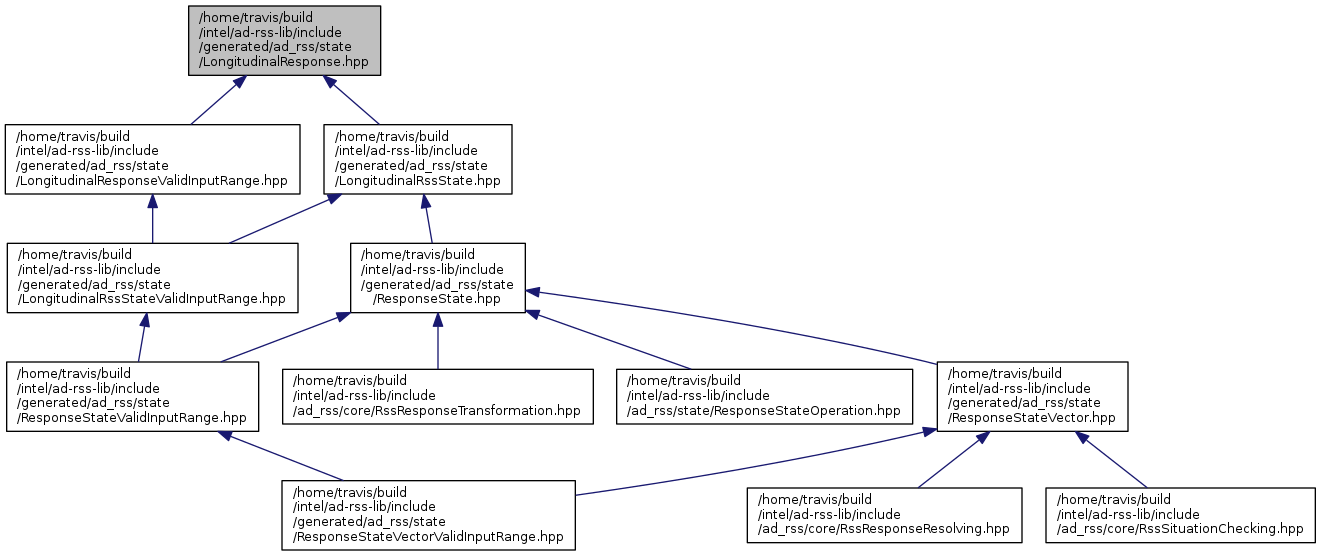 /home/travis/build
/intel/ad-rss-lib/include
/generated/ad_rss/state
/LongitudinalResponse.hpp
/home/travis/build
/intel/ad-rss-lib/include
/generated/ad_rss/state
/LongitudinalResponseValidInputRange.hpp
/home/travis/build
/intel/ad-rss-lib/include
/generated/ad_rss/state
/LongitudinalRssState.hpp
/home/travis/build
/intel/ad-rss-lib/include
/generated/ad_rss/state
/LongitudinalRssStateValidInputRange.hpp
/home/travis/build
/intel/ad-rss-lib/include
/generated/ad_rss/state
/ResponseState.hpp
/home/travis/build
/intel/ad-rss-lib/include
/generated/ad_rss/state
/ResponseStateValidInputRange.hpp
/home/travis/build
/intel/ad-rss-lib/include
/ad_rss/core/RssResponseTransformation.hpp
/home/travis/build
/intel/ad-rss-lib/include
/ad_rss/state/ResponseStateOperation.hpp
/home/travis/build
/intel/ad-rss-lib/include
/generated/ad_rss/state
/ResponseStateVector.hpp
/home/travis/build
/intel/ad-rss-lib/include
/generated/ad_rss/state
/ResponseStateVectorValidInputRange.hpp
/home/travis/build
/intel/ad-rss-lib/include
/ad_rss/core/RssResponseResolving.hpp
/home/travis/build
/intel/ad-rss-lib/include
/ad_rss/core/RssSituationChecking.hpp